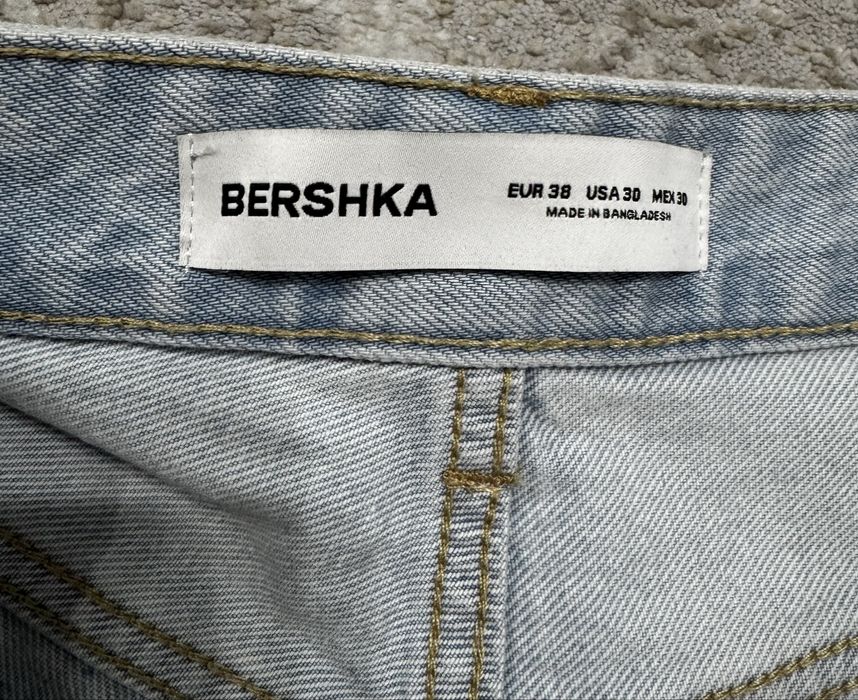 BERSHKA
EUR 38 USA 30 MEX 30
MADE IN BANGLADESH